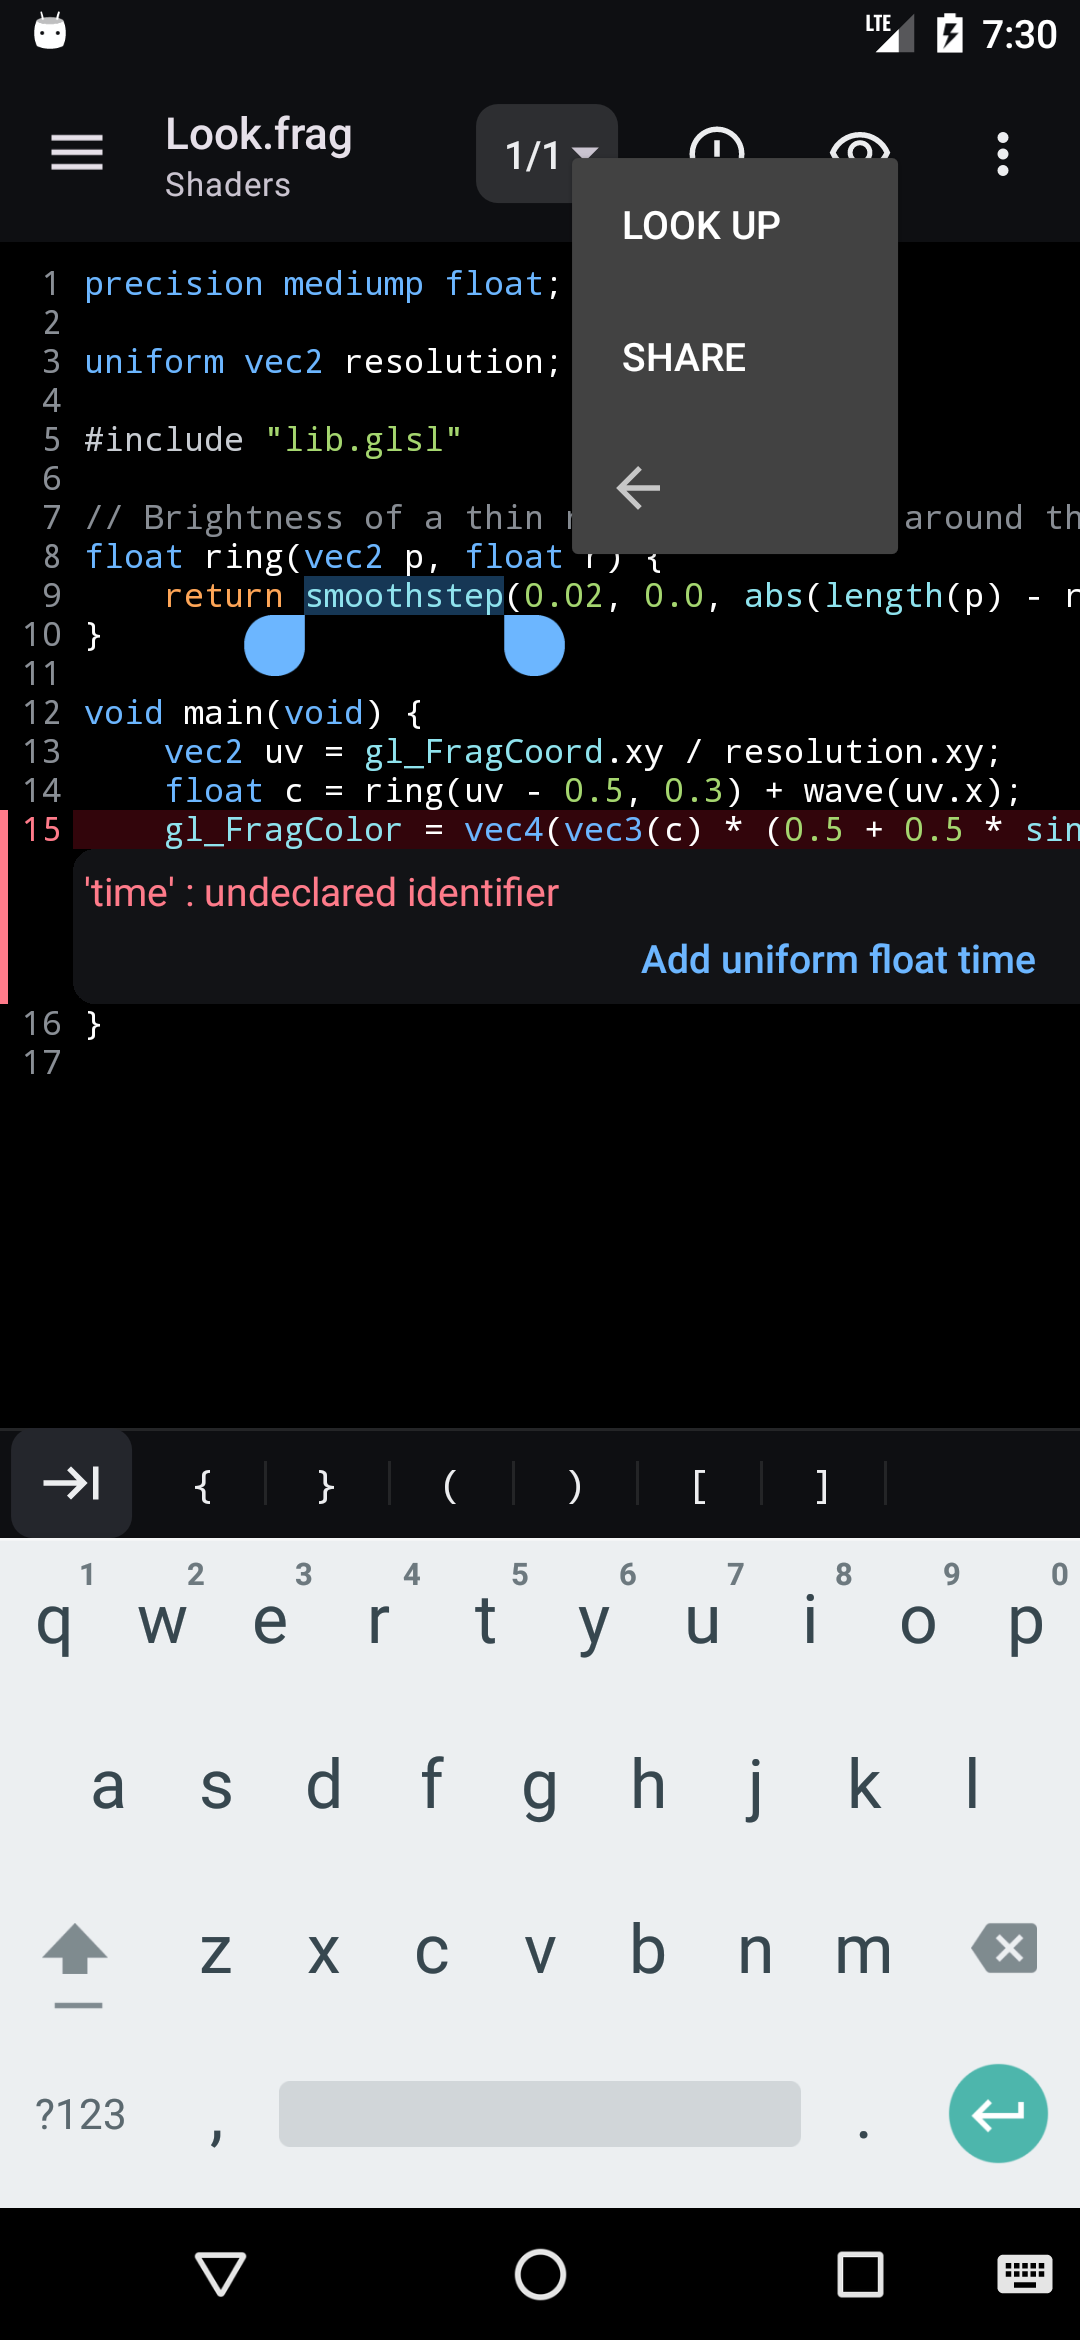 LTE 7:30
Look.frag
Shaders
1/1
LOOK UP
SHARE
1 precision mediump float;
2
3 uniform vec2 resolution;
4
5 #include "lib.glsl"
6
7 // Brightness of a thin around th
8 float ring(vec2 p, float r) {
9 return smoothstep(0.02, 0.0, abs(length(p) - r
10 }
11
12 void main(void) {
13 vec2 uv = gl_FragCoord.xy / resolution.xy;
14 float c = ring(uv - 0.5, 0.3) + wave(uv.x);
15 gl_FragColor = vec4(vec3(c) * (0.5 + 0.5 * sin
'time' : undeclared identifier
Add uniform float time
16 }
17
{ } ( ) [ ]
1 2 3 4 5 6 7 8 9 0
q w e r t y u i o p
a s d f g h j k l
z x c v b n m
?123 , .